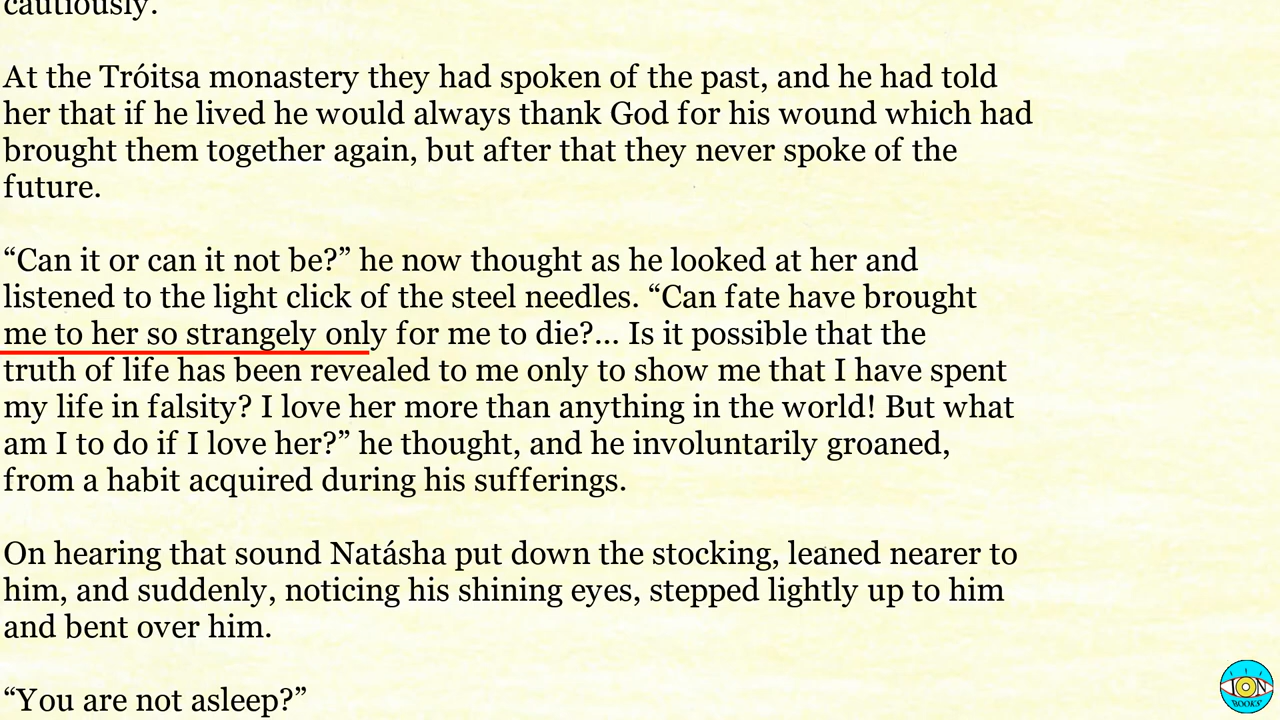 cautiously.
At the Tróitsa monastery they had spoken of the past, and he had told
her that if he lived he would always thank God for his wound which had
brought them together again, but after that they never spoke of the
future.
“Can it or can it not be?” he now thought as he looked at her and
listened to the light click of the steel needles. “Can fate have brought
me to her so strangely only for me to die?... Is it possible that the
truth of life has been revealed to me only to show me that I have spent
my life in falsity? I love her more than anything in the world! But what
am I to do if I love her?” he thought, and he involuntarily groaned,
from a habit acquired during his sufferings.
On hearing that sound Natásha put down the stocking, leaned nearer to
him, and suddenly, noticing his shining eyes, stepped lightly up to him
and bent over him.
“You are not asleep?”
ION
BOOKS